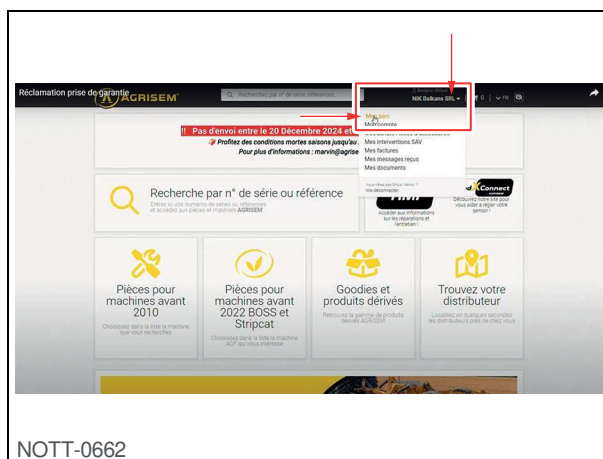 Réclamation prise de garantie
AGRISEM
Recherchez par n° de série
références
NIK Balkans SRL
0
FR
Mon parc
Mon compte
Mes interventions SAV
Mes factures
Mes messages reçus
Mes documents
Me déconnecter
!! Pas d'envoi entre le 20 Décembre 2024 et
Profitez des conditions mortes saisons jusqu'au
Pour plus d'informations : marvin@agrise
Recherche par n° de série ou référence
Entrez ici vos numéros de séries ou références
et accédez aux pièces et matériels AGRISEM
Accéder aux informations
sur les réparations et
l'entretien !
Connect
Découvrez notre site pour
vous aider à régler votre
semoir !
Pièces pour
machines avant
2010
Choisissez dans la liste la machine
que vous recherchez
Pièces pour
machines avant
2022 BOSS et
Stripcat
Choisissez dans la liste la machine
ACF qui vous intéresse
Goodies et
produits dérivés
Retrouvez la gamme de produits
dérivés AGRISEM
Trouvez votre
distributeur
Localisez en quelques secondes
les distributeurs près de chez vous
NOTT-0662